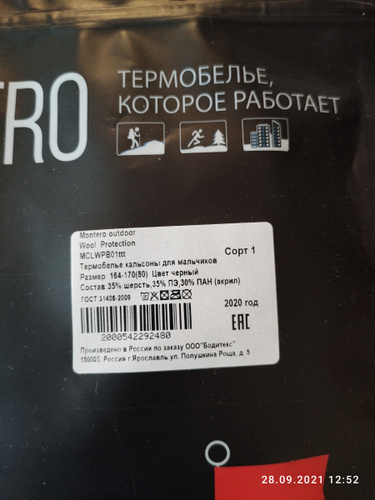 TRO
ТЕРМОБЕЛЬЕ,
КОТОРОЕ РАБОТАЕТ
Montero outdoor
Wool Protection
MCLWPB01ttt
Термобелье кальсоны для мальчиков
Сорт 1
Размер 164-170(80) Цвет черный
Состав:35% шерсть,35% ПЭ,30% ПАН (акрил)
ГОСТ 31408-2009
2020 год
2000542292480
EAC
Произведено в России по заказу ООО"Бодитекс"
150003, Россия г.Ярославль,ул. Полушкина Роща, д. 5
28.09.2021 12:52